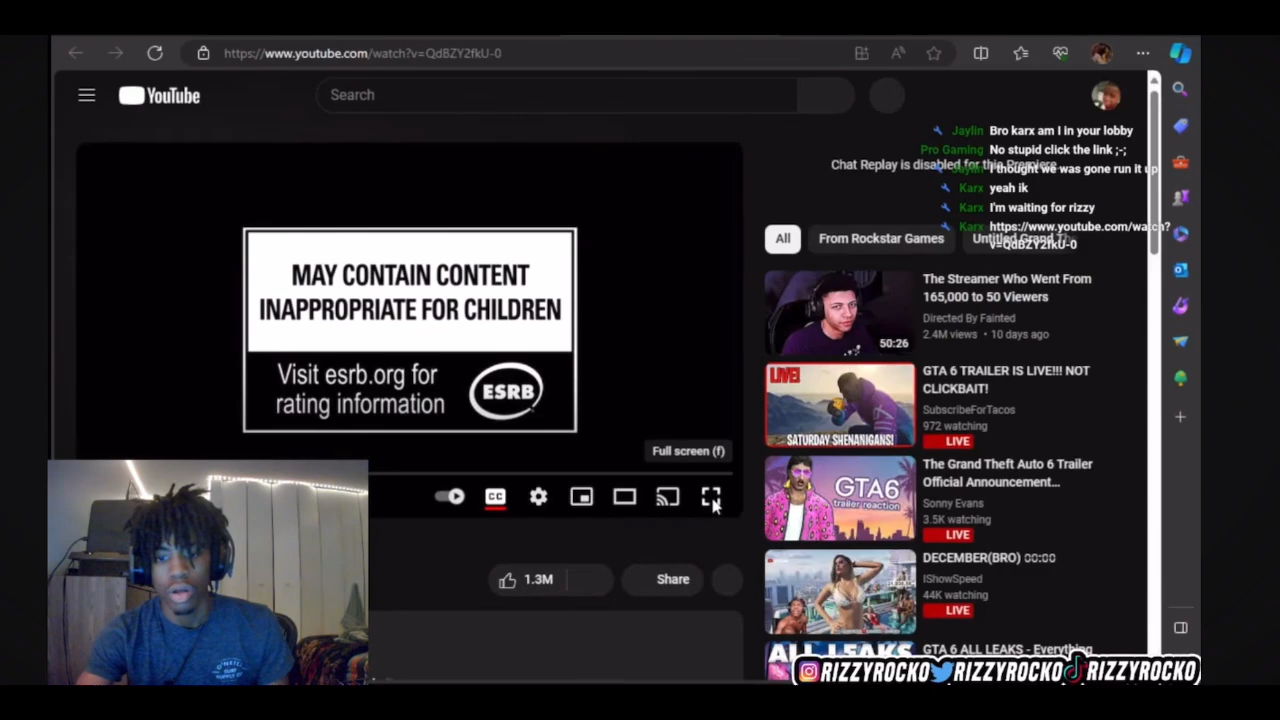 https://www.youtube.com/watch?v=QdBZY2fkU-0
YouTube
Search
Jaylin Bro karx am I in your lobby
Pro Gaming No stupid click the link ;-;
Chat Replay is disabled for this Premiere.
Jaylin I thought we was gone run it up
Karx yeah ik
Karx I'm waiting for rizzy
Karx https://www.youtube.com/watch?
v=QdBZY2fkU-0
All
From Rockstar Games
Untitled Grand Th
MAY CONTAIN CONTENT
INAPPROPRIATE FOR CHILDREN
Visit esrb.org for
rating information
ESRB
Full screen (f)
CC
1.3M
Share
The Streamer Who Went From
165,000 to 50 Viewers
Directed By Fainted
2.4M views • 10 days ago
50:26
LIVE!
SATURDAY SHENANIGANS!
GTA 6 TRAILER IS LIVE!!! NOT
CLICKBAIT!
SubscribeForTacos
972 watching
LIVE
GTA6
trailer reaction
The Grand Theft Auto 6 Trailer
Official Announcement...
Sonny Evans
3.5K watching
LIVE
DECEMBER(BRO) 00:00
IShowSpeed
44K watching
LIVE
ALL LEAKS
GTA 6 ALL LEAKS - Everything
O'NEILL
RIZZYROCKO
RIZZYROCKO
RIZZYROCKO